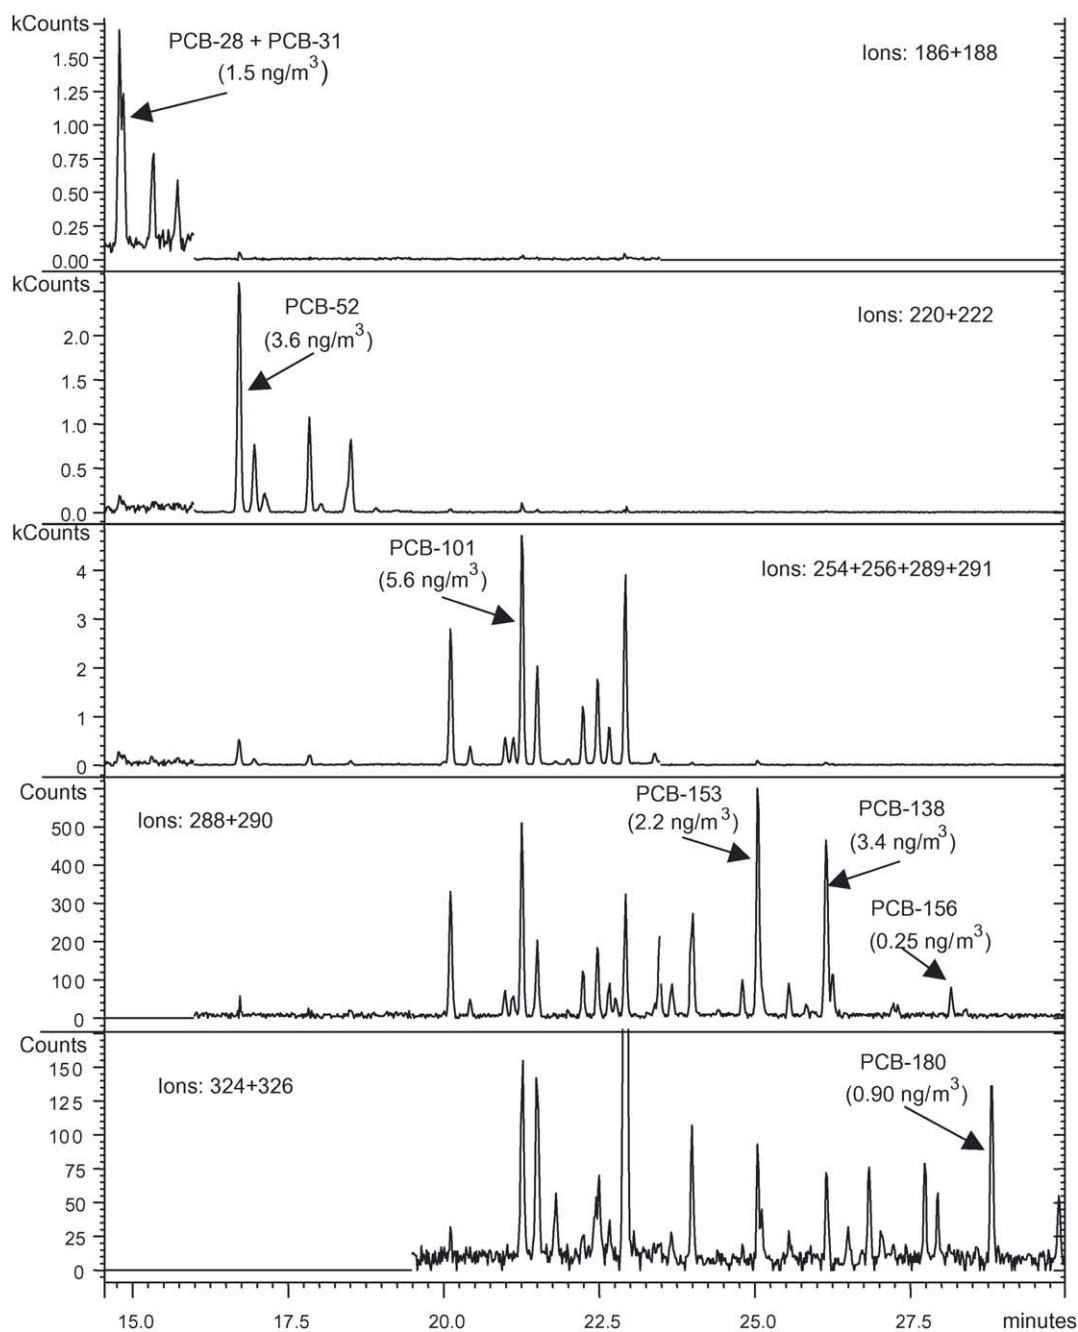 kCounts
PCB-28 + PCB-31
(1.5 ng/m³)
Ions: 186+188
1.50
1.25
1.00
0.75
0.50
0.25
0.00
kCounts
PCB-52
(3.6 ng/m³)
Ions: 220+222
2.0
1.5
1.0
0.5
0.0
kCounts
PCB-101
(5.6 ng/m³)
Ions: 254+256+289+291
4
3
2
1
0
Counts
Ions: 288+290
PCB-153
(2.2 ng/m³)
PCB-138
(3.4 ng/m³)
PCB-156
(0.25 ng/m³)
500
400
300
200
100
0
Counts
Ions: 324+326
PCB-180
(0.90 ng/m³)
150
125
100
75
50
25
0
15.0 17.5 20.0 22.5 25.0 27.5 minutes